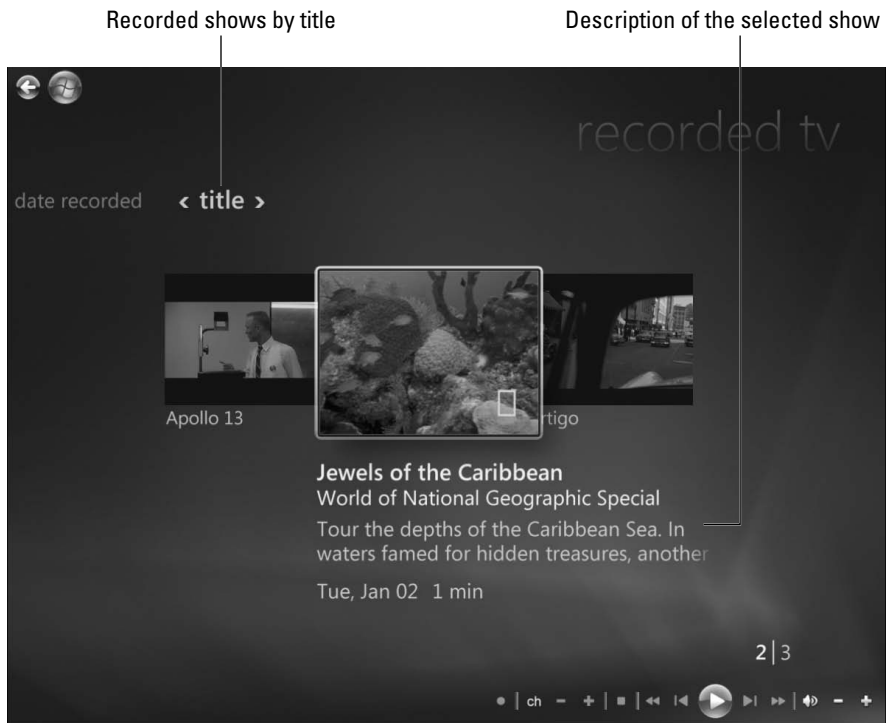 Recorded shows by title
Description of the selected show
recorded tv
date recorded
‹ title ›
Apollo 13
rtigo
Jewels of the Caribbean
World of National Geographic Special
Tour the depths of the Caribbean Sea. In
waters famed for hidden treasures, another
Tue, Jan 02 1 min
2|3
ch - +
- +